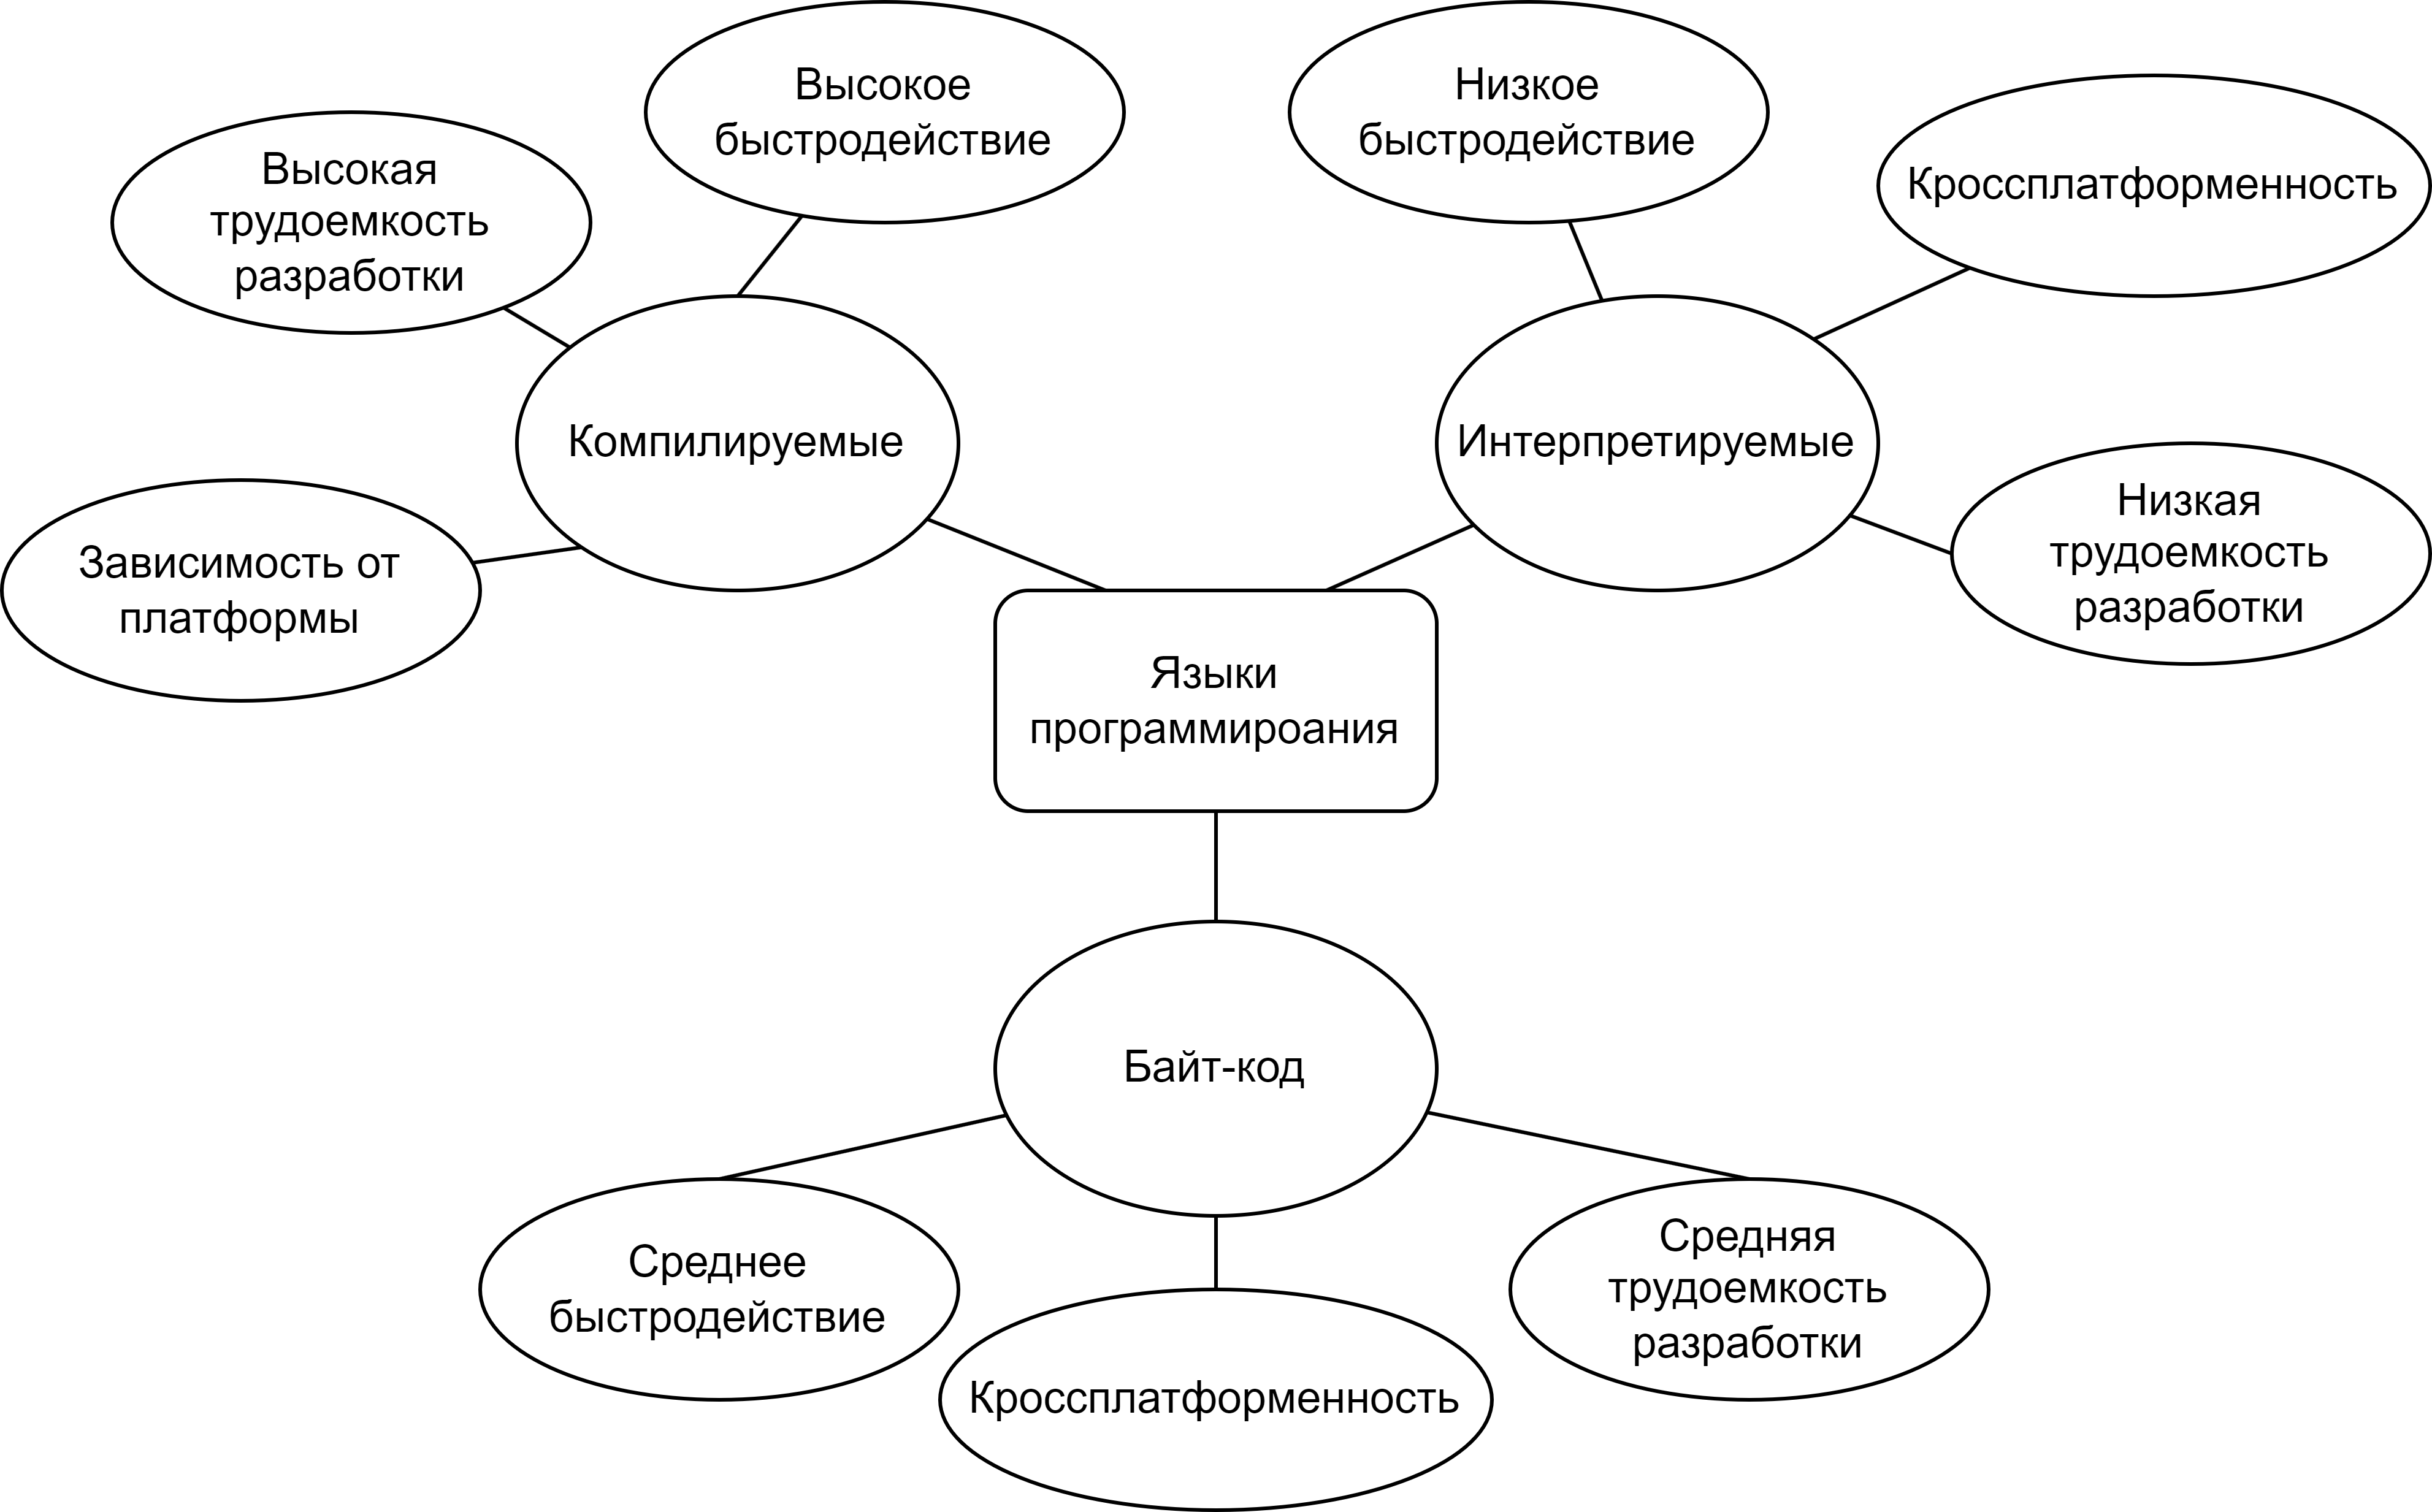 Высокое
быстродействие
Низкое
быстродействие
Высокая
трудоемкость
разработки
Кроссплатформенность
Компилируемые
Интерпретируемые
Зависимость от
платформы
Низкая
трудоемкость
разработки
Языки
программироания
Байт-код
Среднее
быстродействие
Кроссплатформенность
Средняя
трудоемкость
разработки